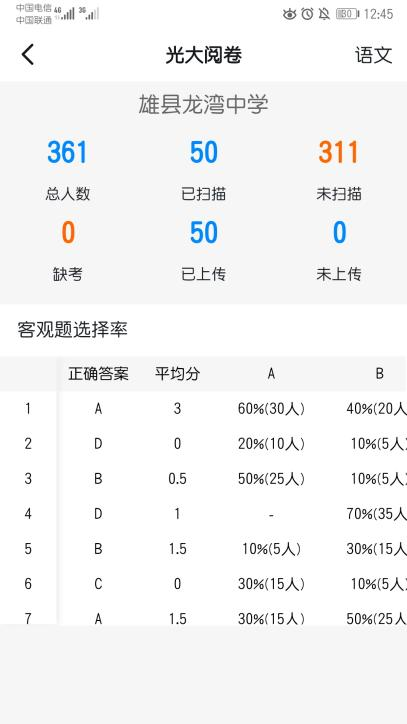 中国电信 4G 3G
中国联通
80 12:45
光大阅卷 语文
雄县龙湾中学
361 50 311
总人数 已扫描 未扫描
0 50 0
缺考 已上传 未上传
客观题选择率
正确答案 平均分 A B
1 A 3 60%(30人) 40%(20人
2 D 0 20%(10人) 10%(5人)
3 B 0.5 50%(25人) 10%(5人)
4 D 1 - 70%(35人
5 B 1.5 10%(5人) 30%(15人
6 C 0 30%(15人) 10%(5人)
7 A 1.5 30%(15人) 50%(25人